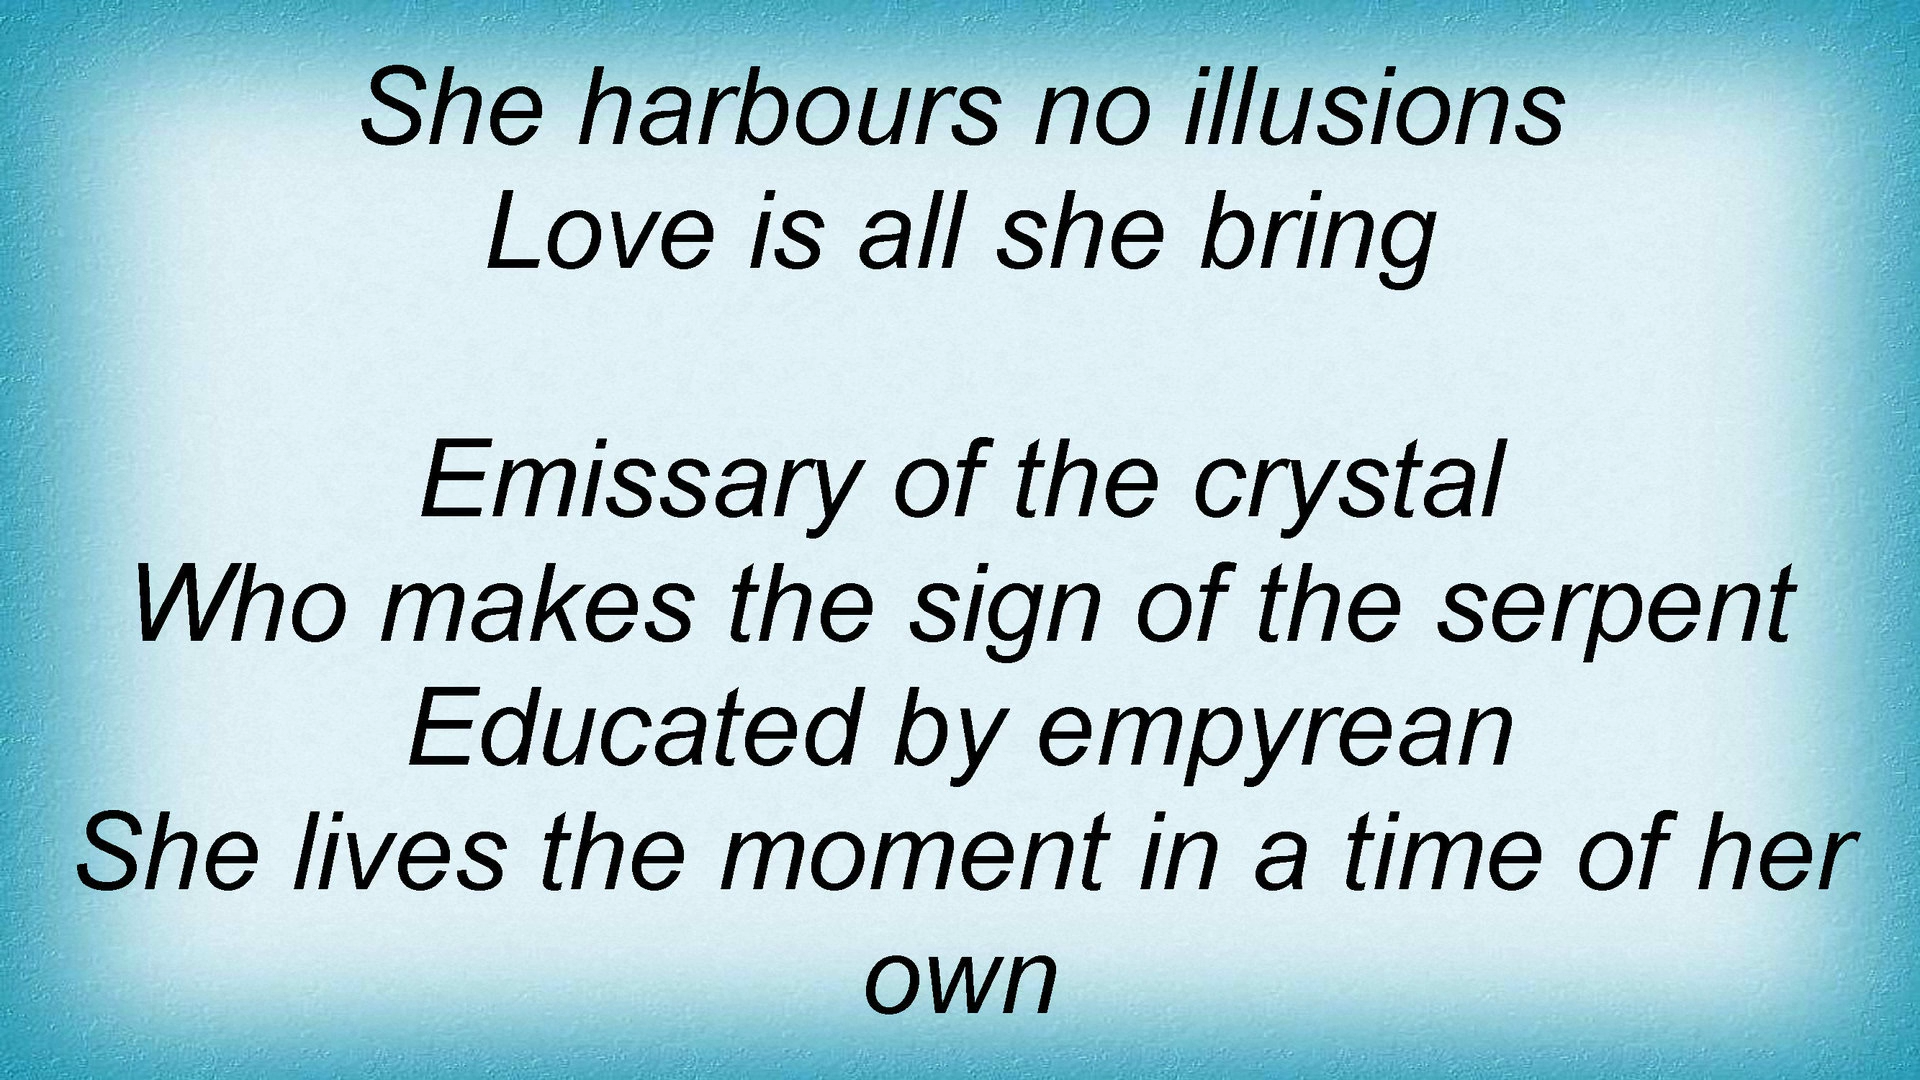 She harbours no illusions
Love is all she bring
Emissary of the crystal
Who makes the sign of the serpent
Educated by empyrean
She lives the moment in a time of her
own